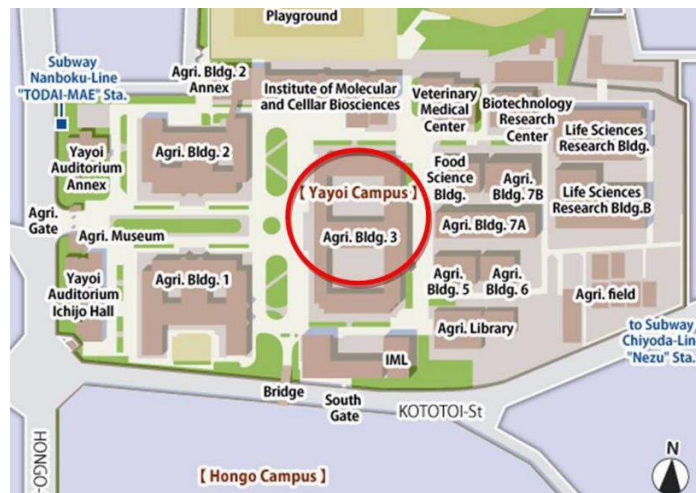 Playground
Subway
Nanboku-Line
"TODAI-MAE" Sta.
Agri. Bldg. 2
Annex
Institute of Molecular
and Celllar Biosciences
Veterinary
Medical
Center
Biotechnology
Research
Center
Life Sciences
Research Bldg.
Yayoi
Auditorium
Annex
Agri. Bldg. 2
Food
Science
Bldg.
Agri.
Bldg. 7B
Life Sciences
Research Bldg.B
【 Yayoi Campus 】
Agri.
Gate
Agri. Museum
Agri. Bldg. 3
Agri. Bldg. 7A
Yayoi
Auditorium
Ichijo Hall
Agri. Bldg. 1
Agri.
Bldg. 5
Agri.
Bldg. 6
Agri. field
Agri. Library
to Subway
Chiyoda-Lin
"Nezu" Sta.
IML
Bridge
South
Gate
KOTOTOI-St
HONGO-
N
【 Hongo Campus 】